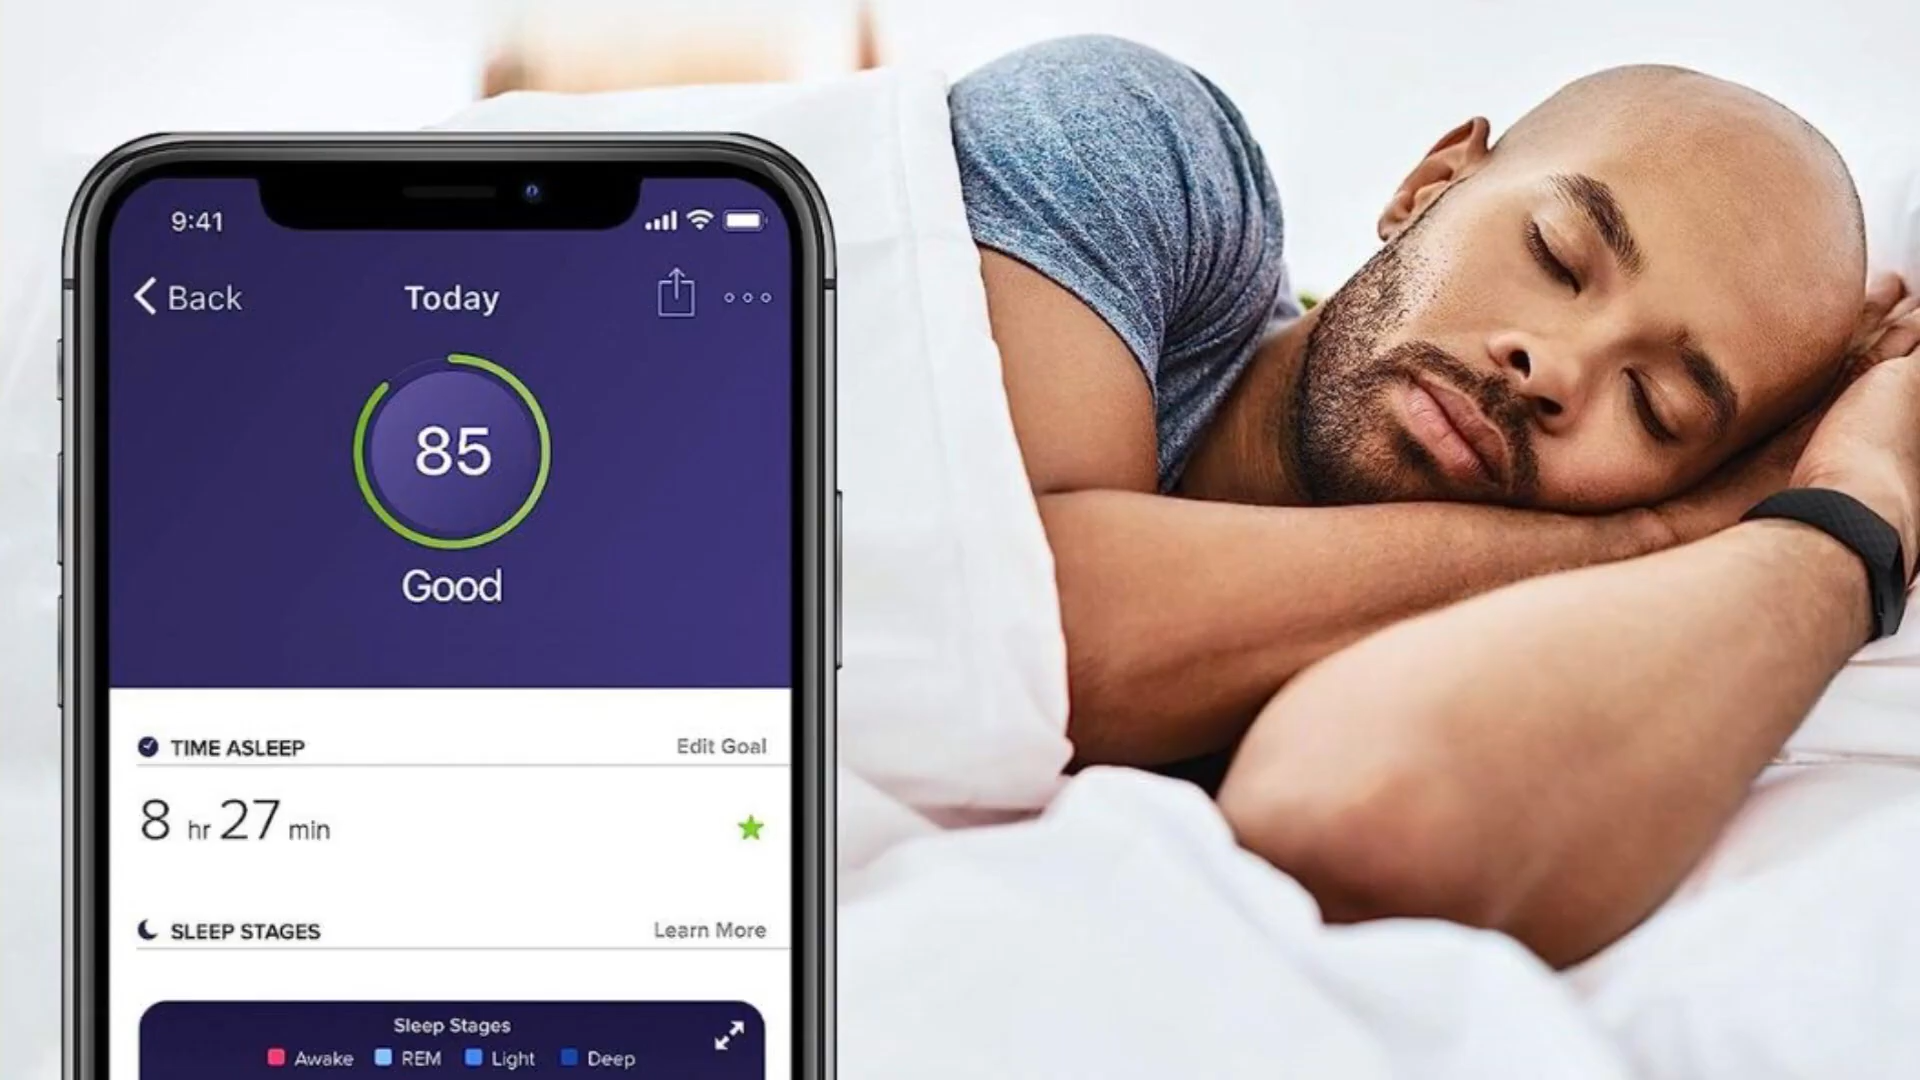 9:41
Back
Today
85
Good
TIME ASLEEP
Edit Goal
8 hr 27 min
SLEEP STAGES
Learn More
Sleep Stages
Awake REM Light Deep